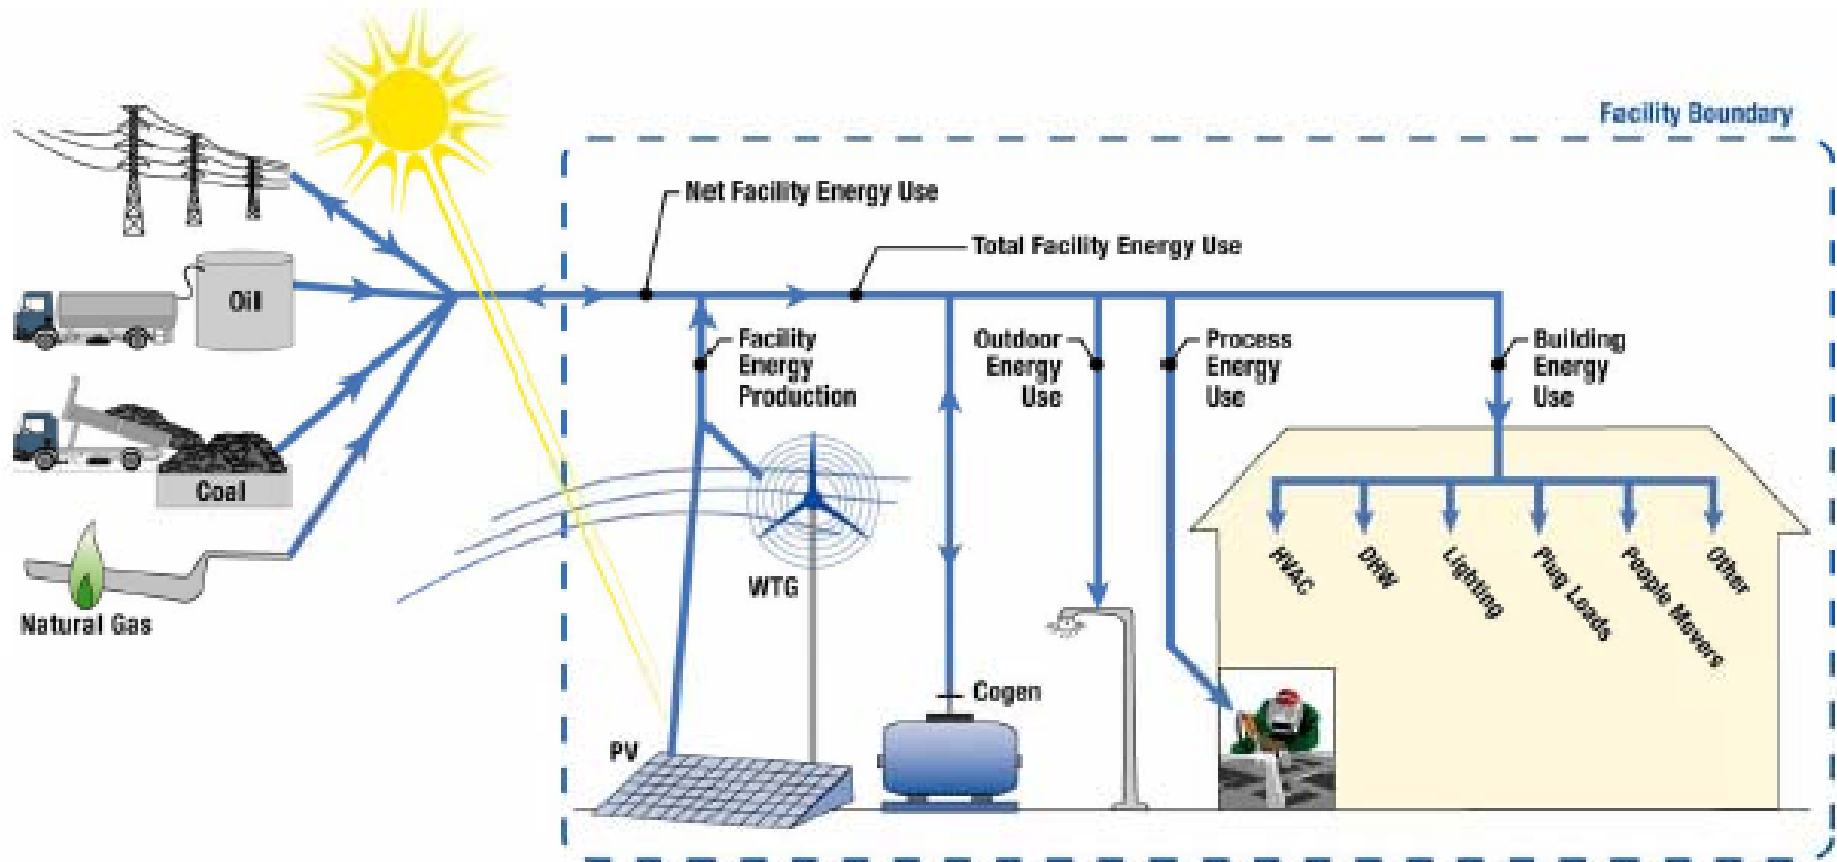 Facility Boundary
Net Facility Energy Use
Total Facility Energy Use
Oil
Facility
Energy
Production
Outdoor
Energy
Use
Process
Energy
Use
Building
Energy
Use
Coal
HVAC
DHW
Lighting
Plug Loads
People Movers
Other
WTG
Natural Gas
Cogen
PV